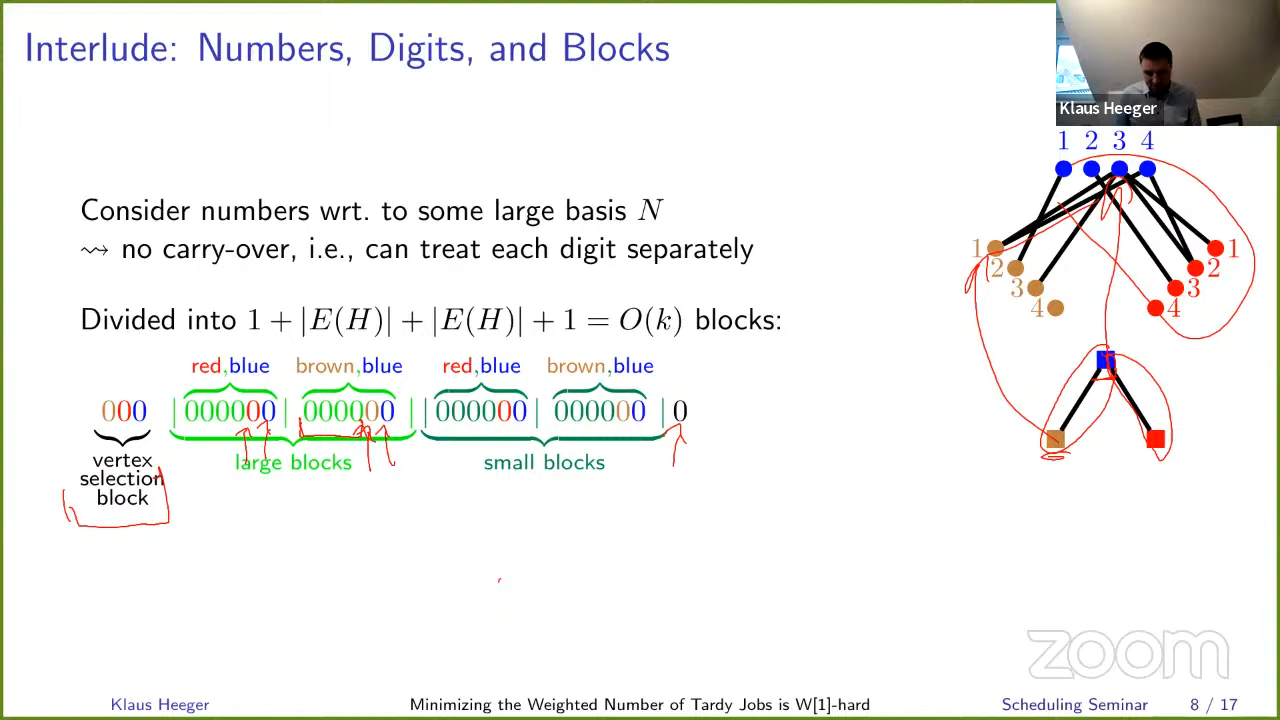 Interlude: Numbers, Digits, and Blocks
Klaus Heeger
1 2 3 4
Consider numbers wrt. to some large basis N
⇝ no carry-over, i.e., can treat each digit separately
1 1
2 2
3 3
4 4
Divided into 1 + |E(H)| + |E(H)| + 1 = O(k) blocks:
red,blue brown,blue red,blue brown,blue
000 |000000| 000000 ||000000| 000000 |0
vertex
selection
block
large blocks small blocks
zoom
Klaus Heeger Minimizing the Weighted Number of Tardy Jobs is W[1]-hard Scheduling Seminar 8 / 17